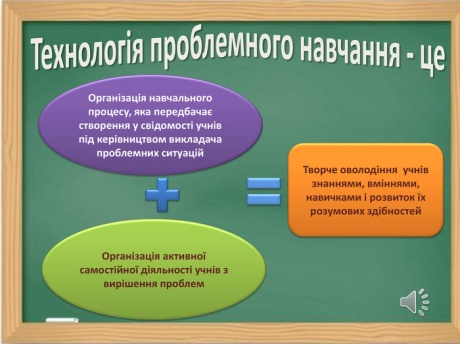 Технологія проблемного навчання - це
Організація навчального
процесу, яка передбачає
створення у свідомості учнів
під керівництвом викладача
проблемних ситуацій
Організація активної
самостійної діяльності учнів з
вирішення проблем
Творче оволодіння учнів
знаннями, вміннями,
навичками і розвиток їх
розумових здібностей